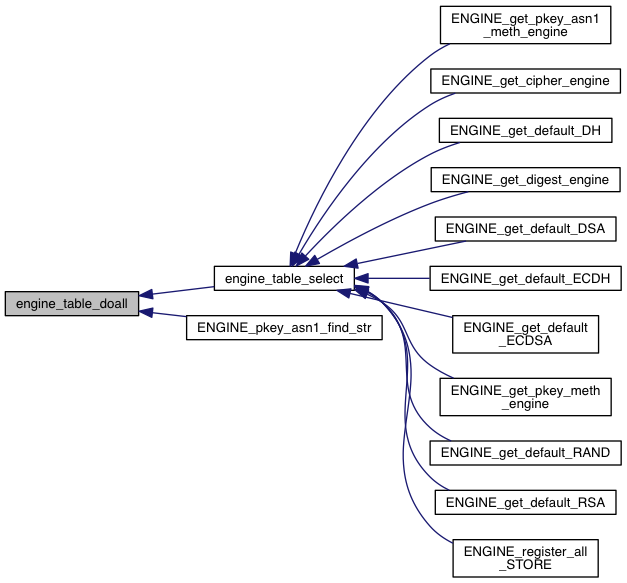 ENGINE_get_pkey_asn1
_meth_engine
ENGINE_get_cipher_engine
ENGINE_get_default_DH
ENGINE_get_digest_engine
ENGINE_get_default_DSA
engine_table_select
ENGINE_get_default_ECDH
engine_table_doall
ENGINE_pkey_asn1_find_str
ENGINE_get_default
_ECDSA
ENGINE_get_pkey_meth
_engine
ENGINE_get_default_RAND
ENGINE_get_default_RSA
ENGINE_register_all
_STORE